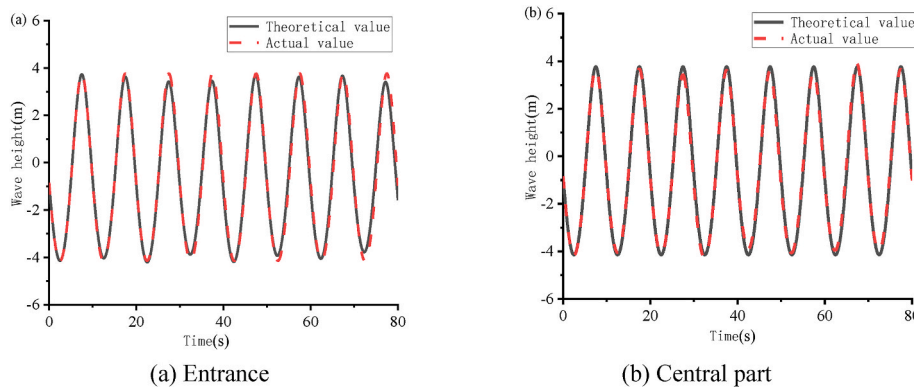 (a)
Theoretical value
Actual value
6
4
2
0
-2
-4
-6
Wave height(m)
0
20
40
60
80
Time(s)
(a) Entrance
(b)
Theoretical value
Actual value
6
4
2
0
-2
-4
-6
Wave height(m)
0
20
40
60
80
Time(s)
(b) Central part